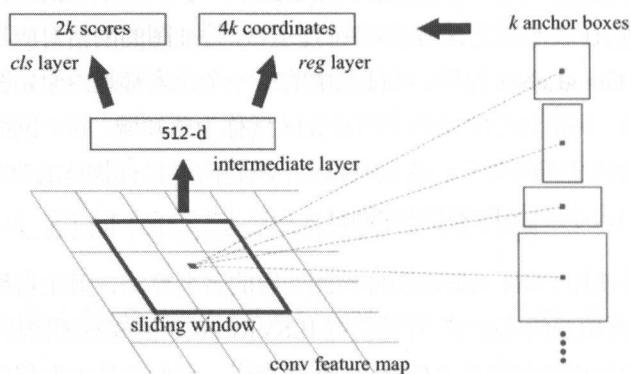 2k scores
4k coordinates
k anchor boxes
cls layer
reg layer
512-d
intermediate layer
sliding window
conv feature map